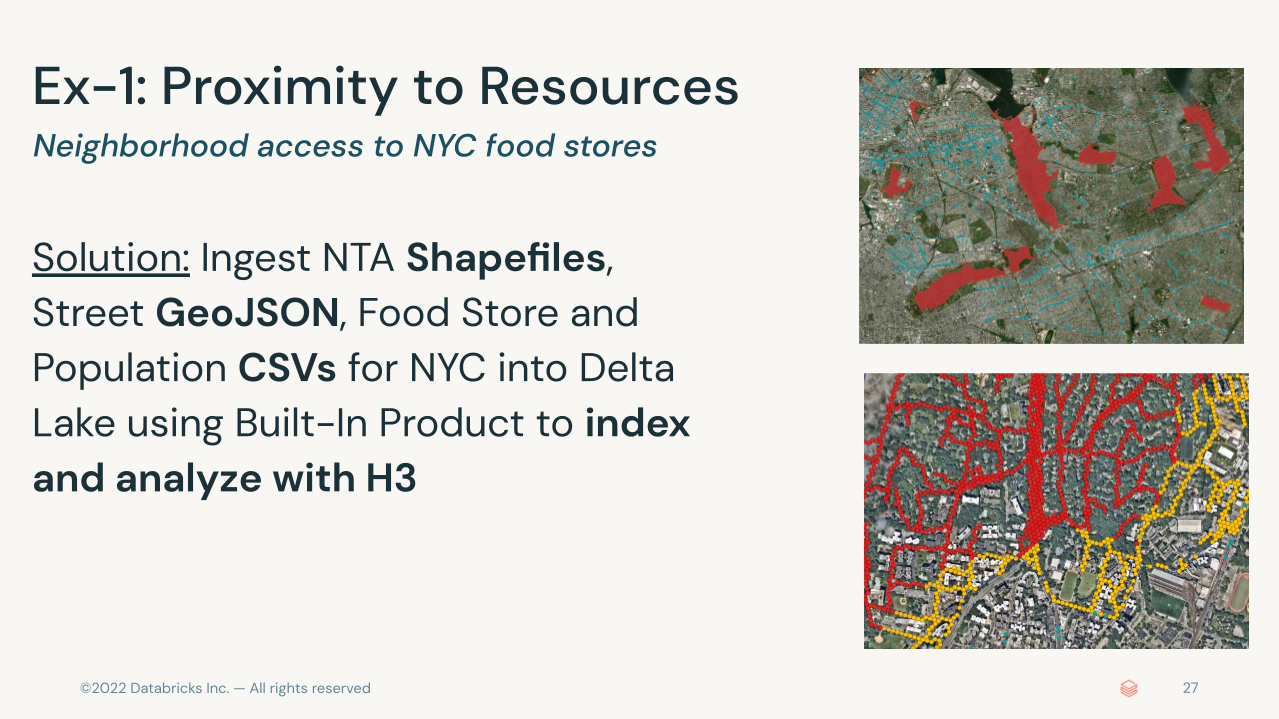 Ex-1: Proximity to Resources
Neighborhood access to NYC food stores
Solution: Ingest NTA Shapefiles,
Street GeoJSON, Food Store and
Population CSVs for NYC into Delta
Lake using Built-In Product to index
and analyze with H3
©2022 Databricks Inc. — All rights reserved
27